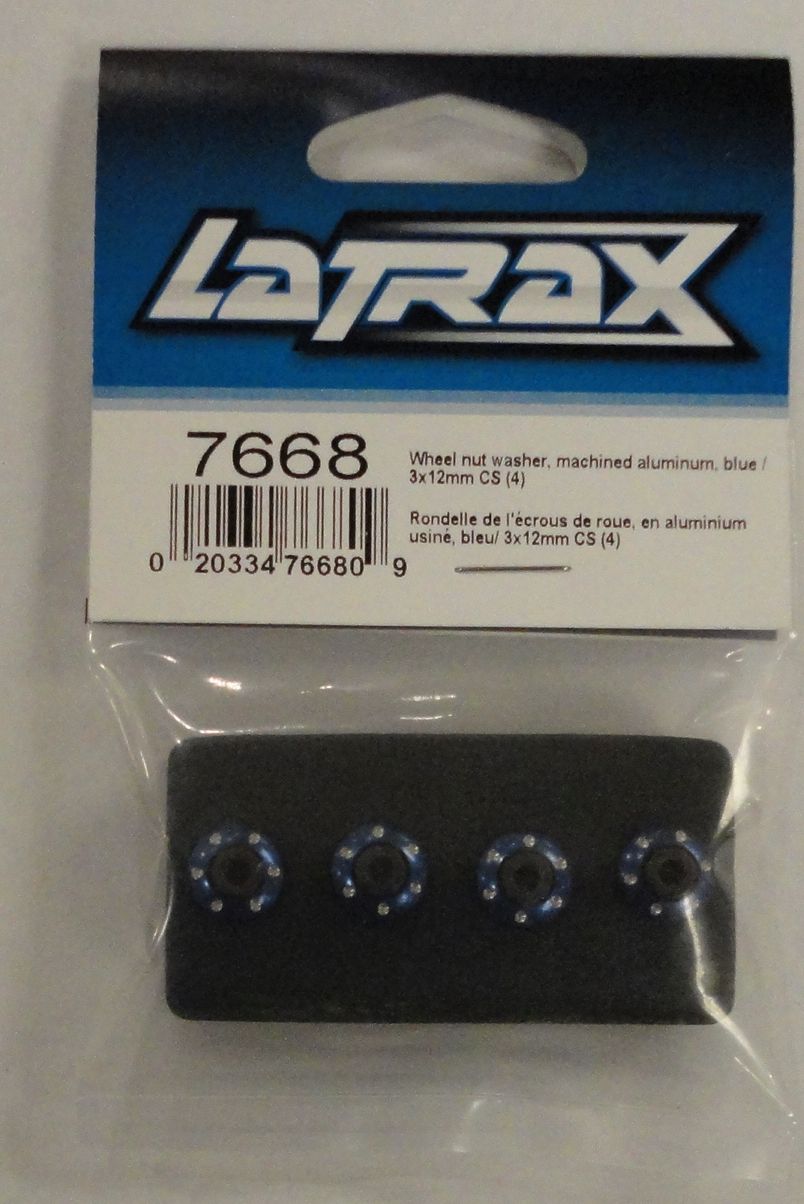 LaTRAX
7668
Wheel nut washer, machined aluminum, blue /
3x12mm CS (4)
Rondelle de l'écrous de roue, en aluminium
usiné, bleu/ 3x12mm CS (4)
0 20334 76680 9